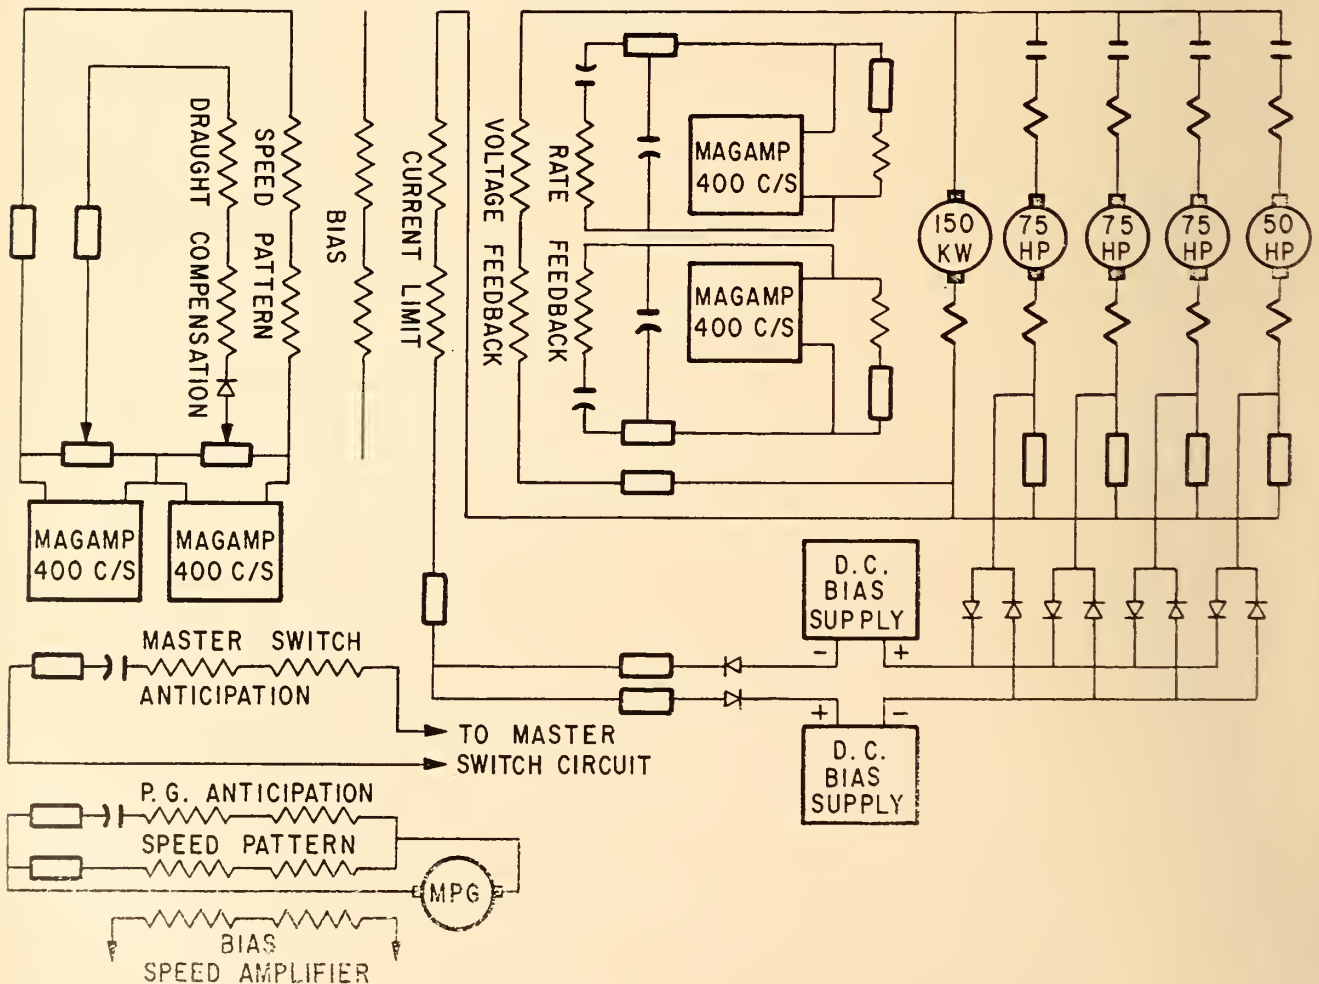 DRAUGHT COMPENSATION
SPEED PATTERN
BIAS
CURRENT LIMIT
VOLTAGE FEEDBACK
RATE FEEDBACK
MAGAMP
400 C/S
MAGAMP
400 C/S
150
KW
75
HP
75
HP
75
HP
50
HP
MAGAMP
400 C/S
MAGAMP
400 C/S
D.C.
BIAS
SUPPLY
- +
MASTER SWITCH
ANTICIPATION
TO MASTER
SWITCH CIRCUIT
+ -
D.C.
BIAS
SUPPLY
P.G. ANTICIPATION
SPEED PATTERN
MPG
BIAS
SPEED AMPLIFIER